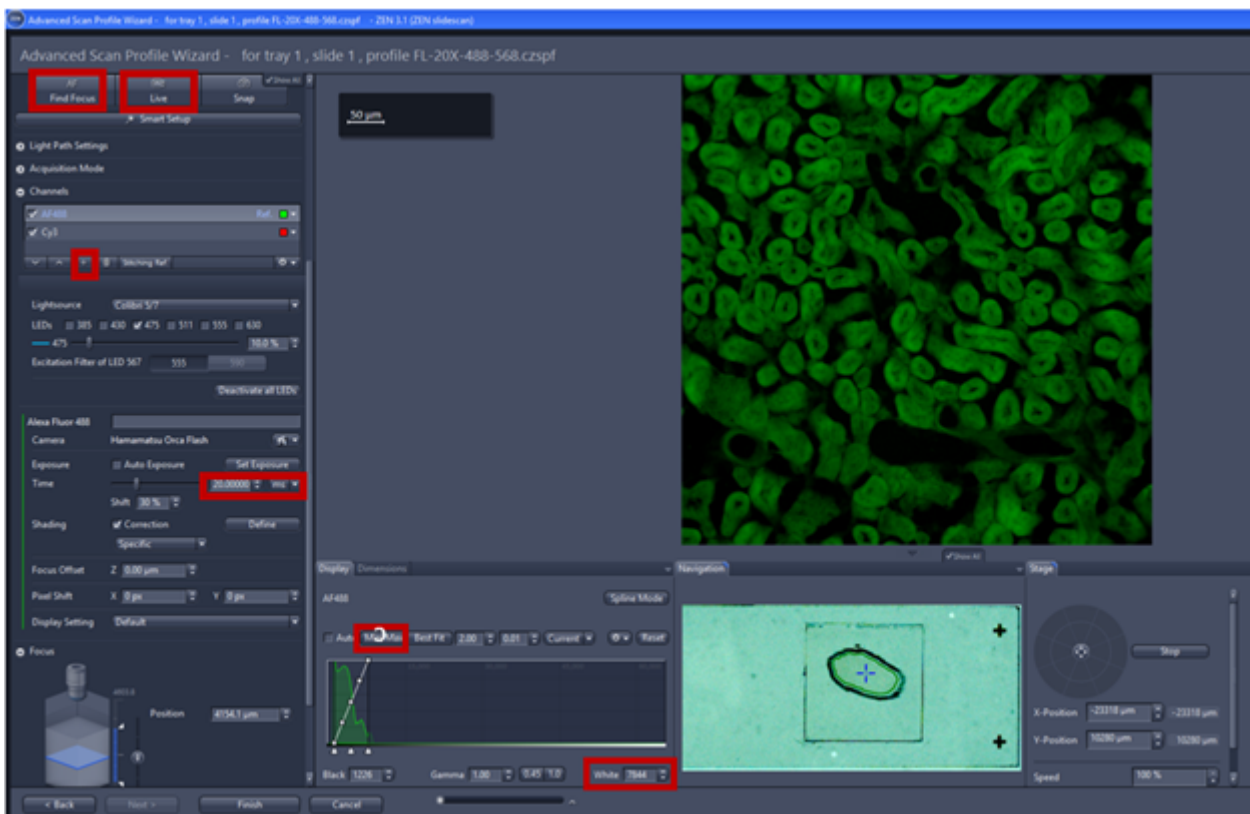 Advanced Scan Profile Wizard - for tray 1 , slide 1 , profile FL-20X-488-568.czspf - ZEN 3.1 (ZEN slidescan)
Advanced Scan Profile Wizard - for tray 1 , slide 1 , profile FL-20X-488-568.czspf
AF
Show All
Find Focus Live Snap
Smart Setup
Light Path Settings
Acquisition Mode
Channels
AF488 Ref.
Cy3
+ Stitching Ref.
Lightsource Colibri 5/7
LEDs 385 430 475 511 555 630
475 10.0 %
Excitation Filter of LED 567 555 590
Deactivate all LEDs
Alexa Fluor 488
Camera Hamamatsu Orca Flash
Exposure Auto Exposure Set Exposure
Time 20.00000 ms
Shift 30 %
Shading Correction Define
Specific
Focus Offset Z 0.00 µm
Pixel Shift X 0 px Y 0 px
Display Setting Default
Focus
Position 4154.1 µm
< Back Next > Finish Cancel
50 µm
Show All
Display Dimensions
AF488 Spline Mode
Auto Best Fit 2.00 0.01 Current Reset
Black 1226 Gamma 1.00 0.45 1.0 White 7844
Navigation
Stage
Stop
X-Position -23318 µm -23318 µm
Y-Position 10280 µm 10280 µm
Speed 100 %